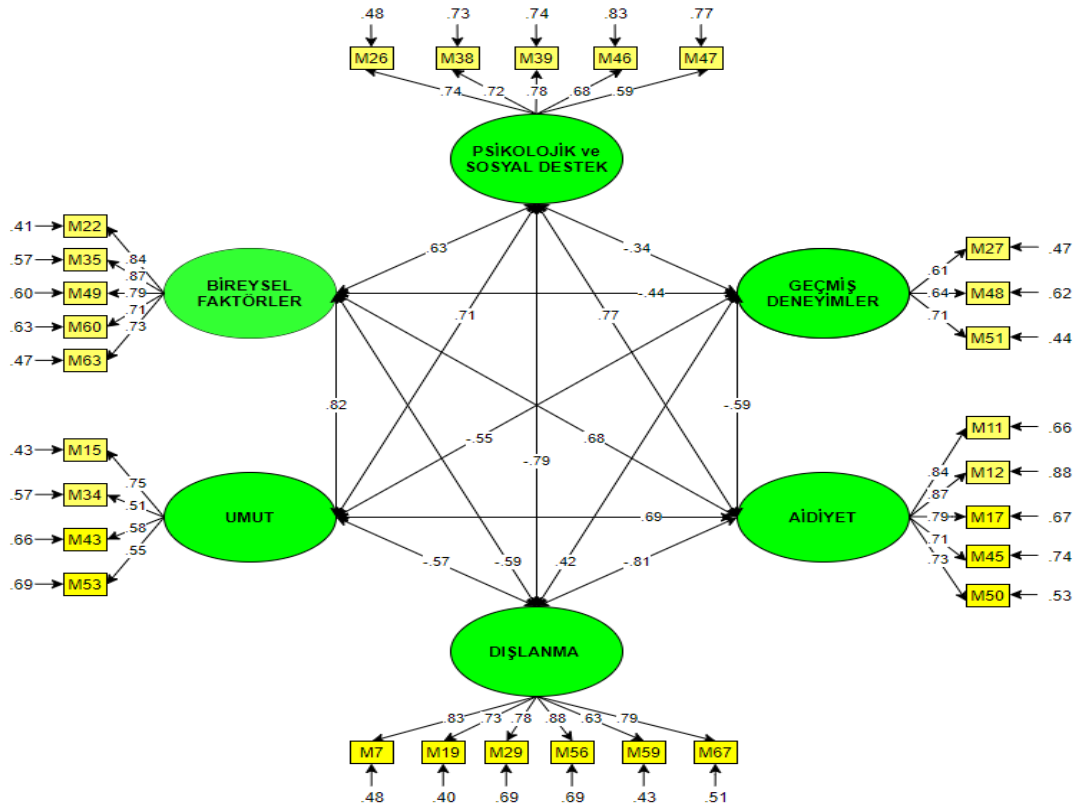 .48 .73 .74 .83 .77
M26 M38 M39 M46 M47
.74 .72 .78 .68 .59
PSİKOLOJİK ve
SOSYAL DESTEK
.41 M22
.57 M35
.60 M49
.63 M60
.47 M63
.84
.87
.79
.71
.73
BİREYSEL
FAKTÖRLER
.63 -.34
-.44
.71 .77
GEÇMİŞ
DENEYİMLER
.61
.64
.71
M27 .47
M48 .62
M51 .44
.82 -.59
-.55 .68
-.79
.43 M15
.57 M34
.66 M43
.69 M53
.75
.51
.58
.55
UMUT
.69
-.57 -.59 .42 -.81
AİDİYET
.84
.87
.79
.71
.73
M11 .66
M12 .88
M17 .67
M45 .74
M50 .53
DIŞLANMA
.83 .73 .78 .88 .63 .79
M7 M19 M29 M56 M59 M67
.48 .40 .69 .69 .43 .51